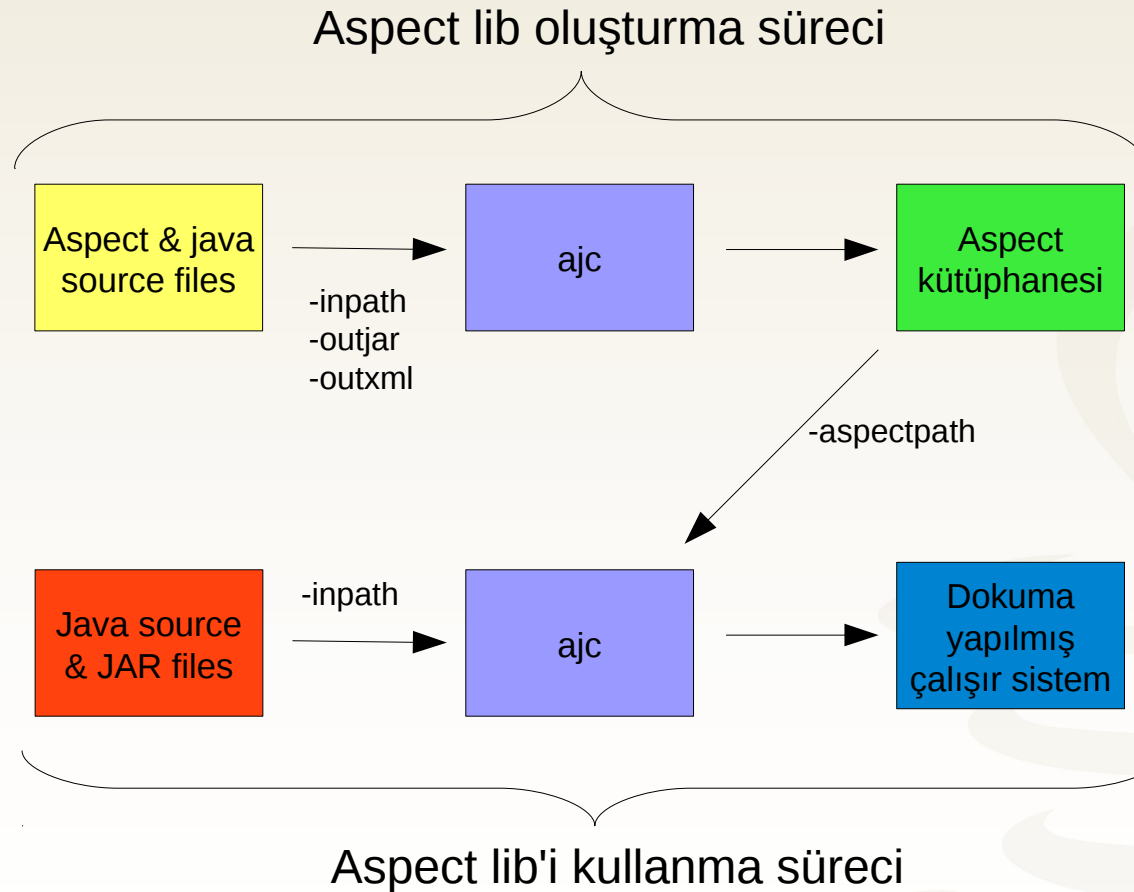 Aspect lib oluşturma süreci
Aspect & java
source files
-inpath
-outjar
-outxml
ajc
Aspect
kütüphanesi
-aspectpath
Java source
& JAR files
-inpath
ajc
Dokuma
yapılmış
çalışır sistem
Aspect lib'i kullanma süreci